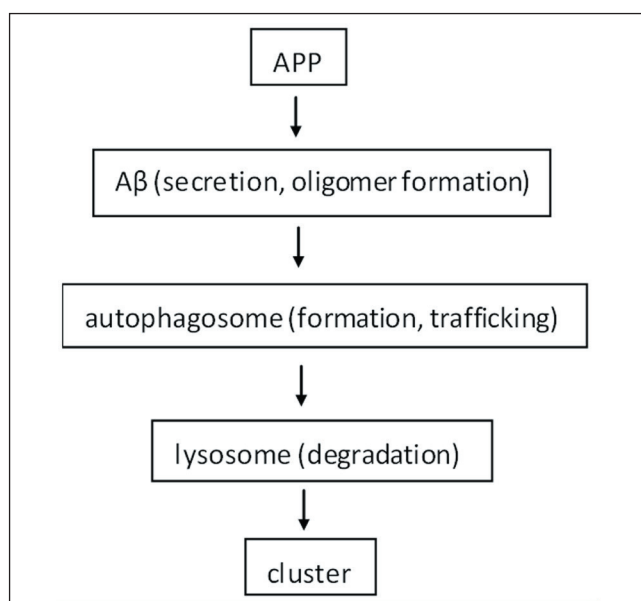 APP
Aβ (secretion, oligomer formation)
autophagosome (formation, trafficking)
lysosome (degradation)
cluster